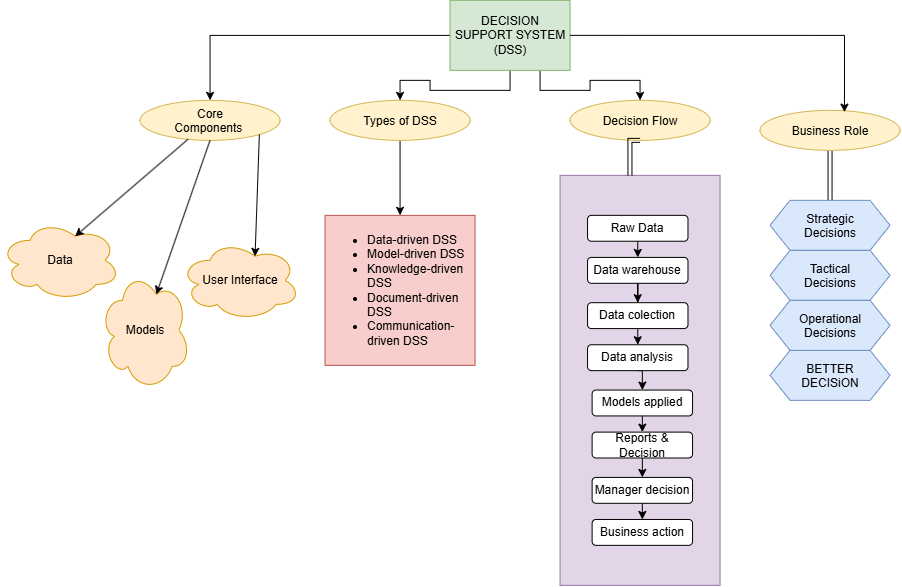 DECISION
SUPPORT SYSTEM
(DSS)
Core
Components
Types of DSS
Decision Flow
Business Role
Data
Models
User Interface
• Data-driven DSS
• Model-driven DSS
• Knowledge-driven
DSS
• Document-driven
DSS
• Communication-
driven DSS
Raw Data
Data warehouse
Data colection
Data analysis
Models applied
Reports &
Decision
Manager decision
Business action
Strategic
Decisions
Tactical
Decisions
Operational
Decisions
BETTER
DECISiON